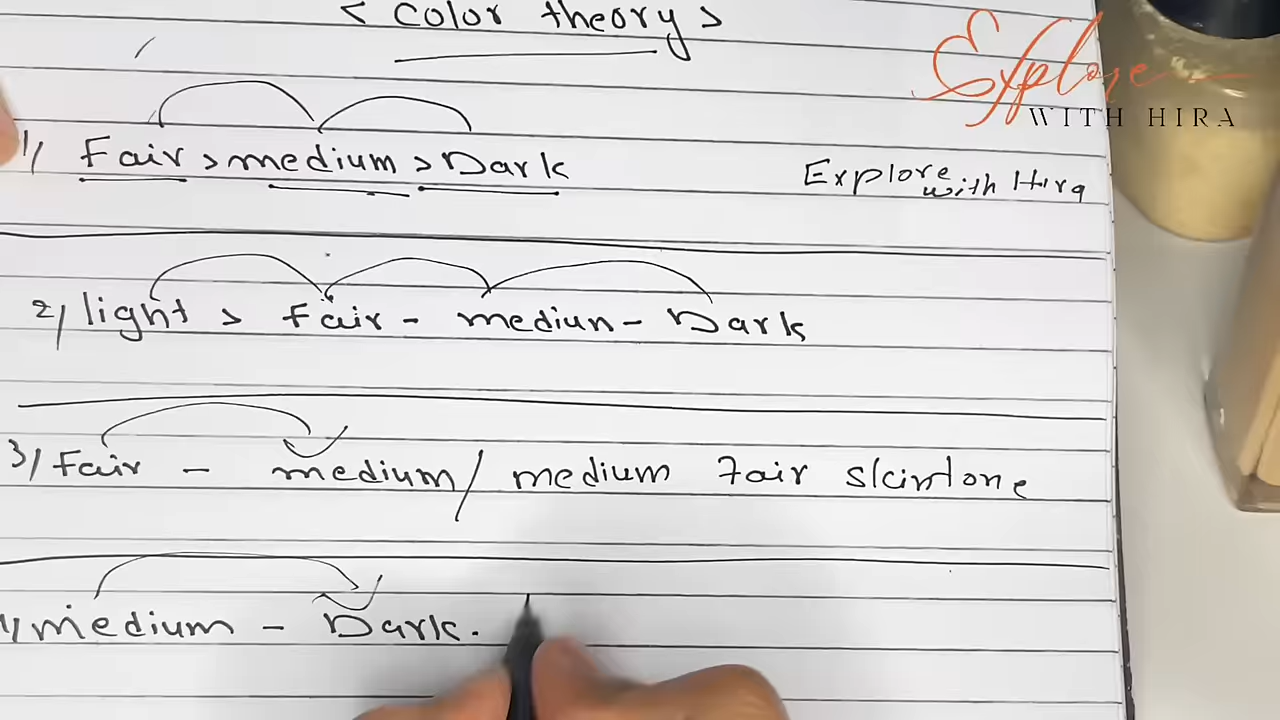 < color theory >
Explore
WITH HIRA
1) Fair > medium > Dark
Explore with Hira
2) light > fair - mediun - Dark
3) fair - medium / medium fair skintone
4) medium - Dark.